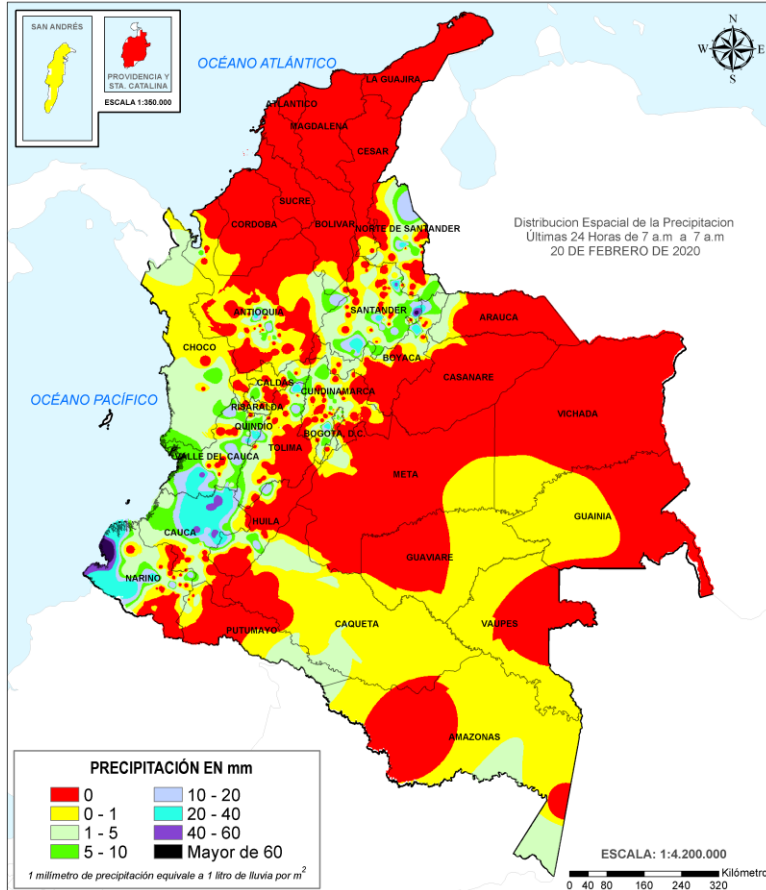 SAN ANDRÉS
PROVIDENCIA Y
STA. CATALINA
ESCALA 1:350.000
OCÉANO ATLÁNTICO
N
W
E
S
LA GUAJIRA
ATLANTICO
MAGDALENA
CESAR
SUCRE
CORDOBA
BOLIVAR
NORTE DE SANTANDER
Distribucion Espacial de la Precipitacion
Últimas 24 Horas de 7 a.m a 7 a.m
20 DE FEBRERO DE 2020
ANTIOQUIA
SANTANDER
ARAUCA
CHOCO
BOYACA
CASANARE
CALDAS
CUNDINAMARCA
OCÉANO PACÍFICO
RISARALDA
VICHADA
QUINDIO
BOGOTA, D.C.
TOLIMA
VALLE DEL CAUCA
META
GUAINIA
CAUCA
HUILA
GUAVIARE
NARINO
CAQUETA
VAUPES
PUTUMAYO
AMAZONAS
PRECIPITACIÓN EN mm
0
10 - 20
0 - 1
20 - 40
1 - 5
40 - 60
5 - 10
Mayor de 60
1 milímetro de precipitación equivale a 1 litro de lluvia por m²
ESCALA: 1:4.200.000
Kilómetro
0 40 80 160 240 320